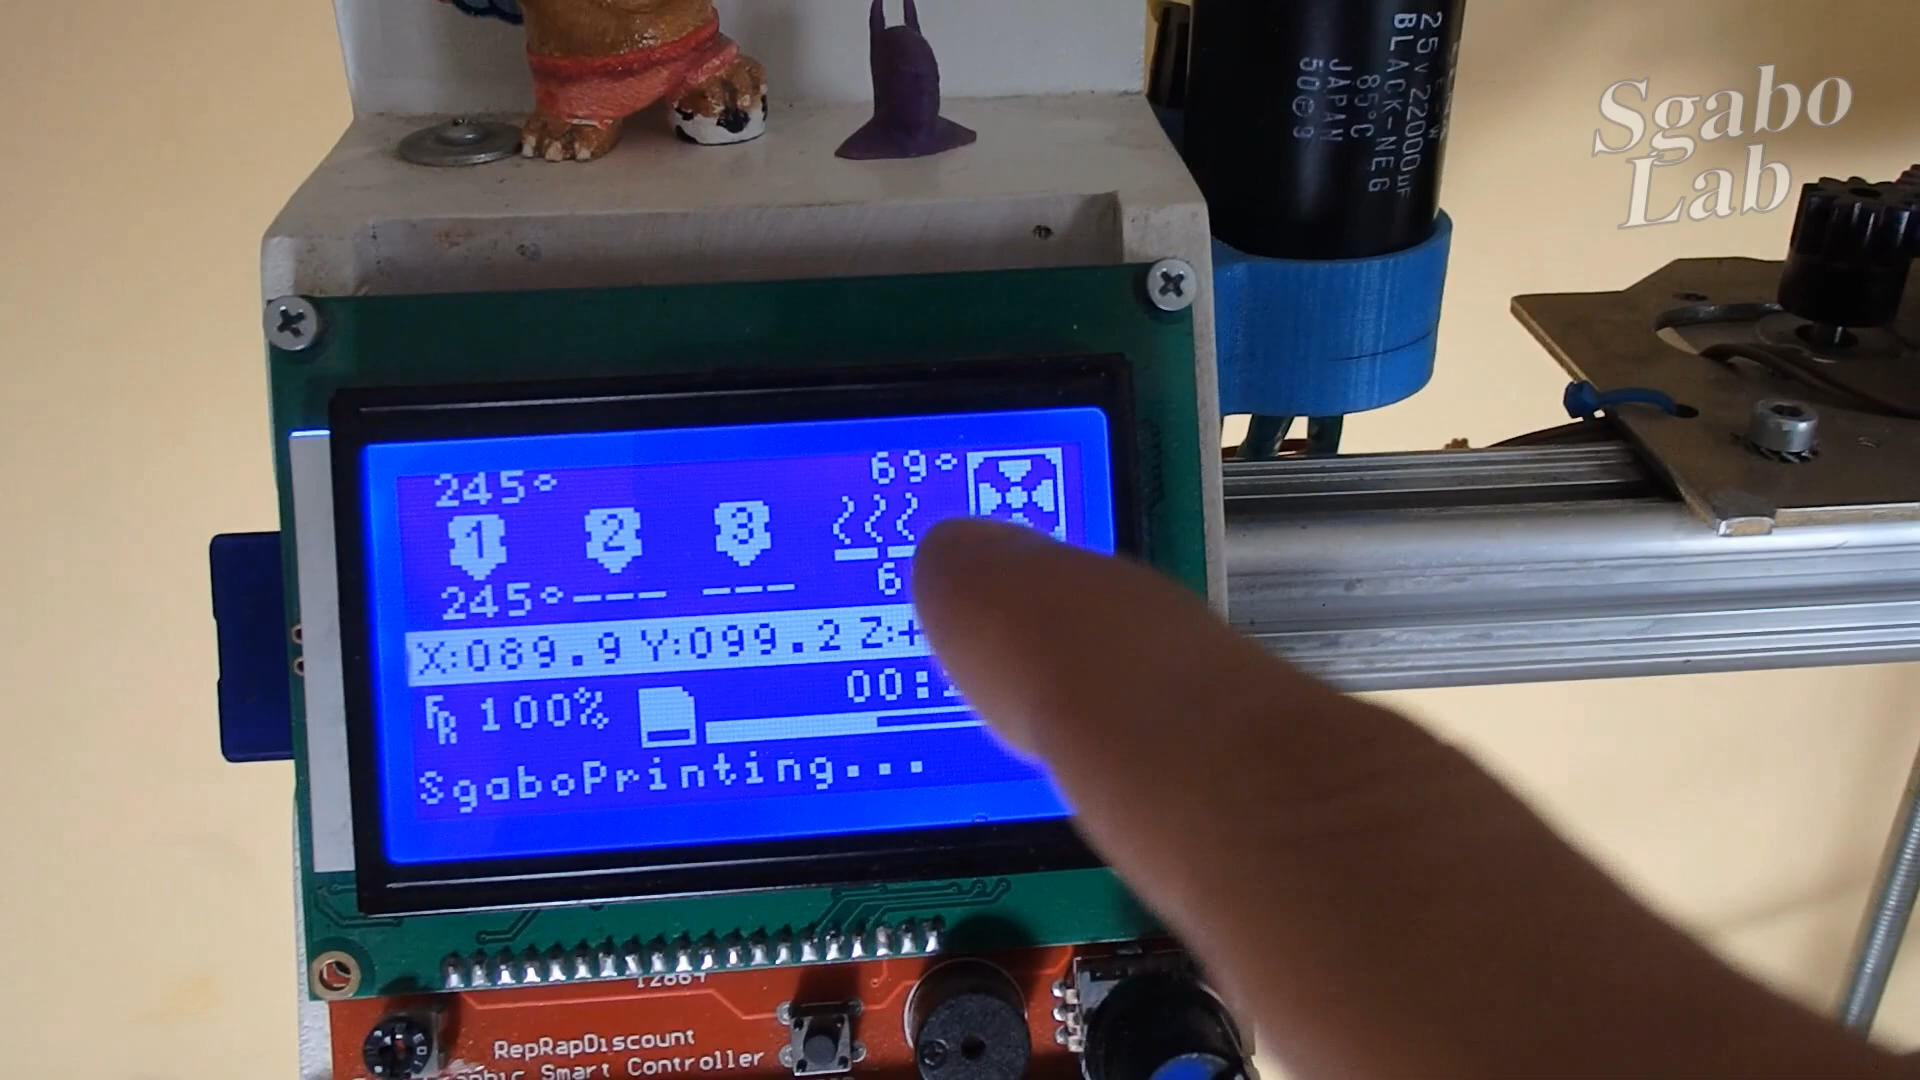 25V 22000µF
BLACK-NEG
85°C
JAPAN
Sgabo
Lab
245° 69°
1 2 3
245° --- --- 6
X:089.9 Y:099.2 Z:+
FR 100% 00:
SgaboPrinting...
12864
RepRapDiscount
Smart Controller